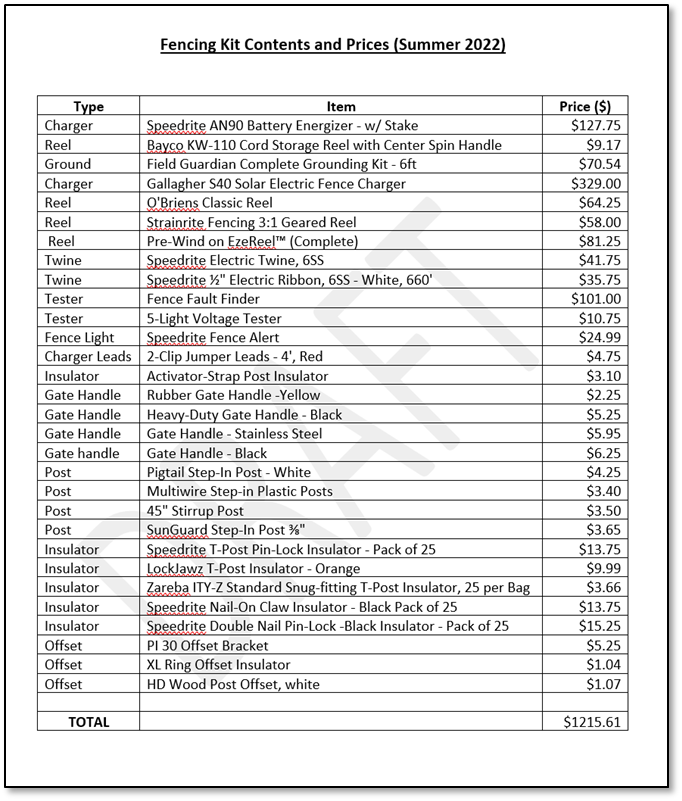 Fencing Kit Contents and Prices (Summer 2022)
Type Item Price ($)
Charger Speedrite AN90 Battery Energizer - w/ Stake $127.75
Reel Bayco KW-110 Cord Storage Reel with Center Spin Handle $9.17
Ground Field Guardian Complete Grounding Kit - 6ft $70.54
Charger Gallagher S40 Solar Electric Fence Charger $329.00
Reel O'Briens Classic Reel $64.25
Reel Strainrite Fencing 3:1 Geared Reel $58.00
Reel Pre-Wind on EzeReel™ (Complete) $81.25
Twine Speedrite Electric Twine, 6SS $41.75
Twine Speedrite ½" Electric Ribbon, 6SS - White, 660' $35.75
Tester Fence Fault Finder $101.00
Tester 5-Light Voltage Tester $10.75
Fence Light Speedrite Fence Alert $24.99
Charger Leads 2-Clip Jumper Leads - 4', Red $4.75
Insulator Activator-Strap Post Insulator $3.10
Gate Handle Rubber Gate Handle -Yellow $2.25
Gate Handle Heavy-Duty Gate Handle - Black $5.25
Gate Handle Gate Handle - Stainless Steel $5.95
Gate handle Gate Handle - Black $6.25
Post Pigtail Step-In Post - White $4.25
Post Multiwire Step-in Plastic Posts $3.40
Post 45" Stirrup Post $3.50
Post SunGuard Step-In Post ⅜" $3.65
Insulator Speedrite T-Post Pin-Lock Insulator - Pack of 25 $13.75
Insulator LockJawz T-Post Insulator - Orange $9.99
Insulator Zareba ITY-Z Standard Snug-fitting T-Post Insulator, 25 per Bag $3.66
Insulator Speedrite Nail-On Claw Insulator - Black Pack of 25 $13.75
Insulator Speedrite Double Nail Pin-Lock -Black Insulator - Pack of 25 $15.25
Offset PI 30 Offset Bracket $5.25
Offset XL Ring Offset Insulator $1.04
Offset HD Wood Post Offset, white $1.07
TOTAL $1215.61
DRAFT